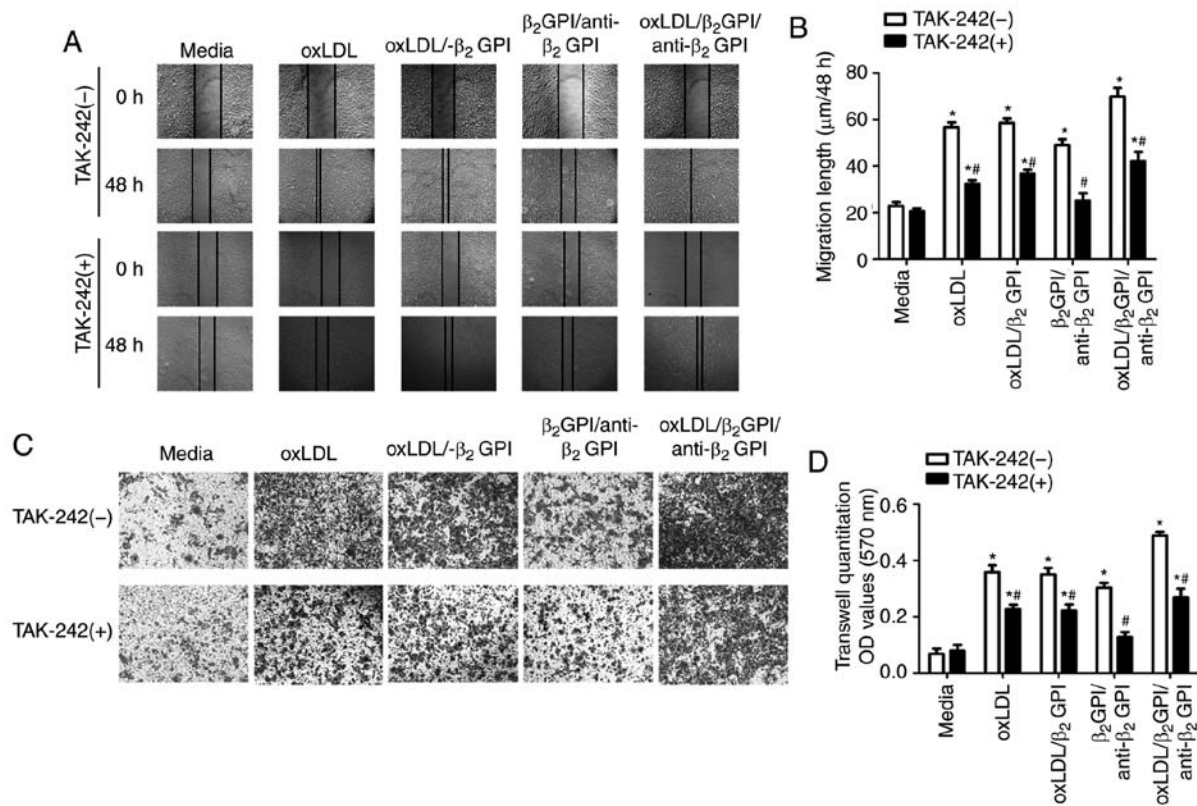 A
Media
oxLDL
oxLDL/-β₂ GPI
β₂GPI/anti-
β₂ GPI
oxLDL/β₂GPI/
anti-β₂ GPI
TAK-242(−)
0 h
48 h
TAK-242(+)
0 h
48 h
B
TAK-242(−)
TAK-242(+)
Migration length (μm/48 h)
80
60
40
20
0
*
*#
*
*#
*
#
*
*#
Media
oxLDL
oxLDL/β₂ GPI
β₂GPI/
anti-β₂ GPI
oxLDL/β₂GPI/
anti-β₂ GPI
C
Media
oxLDL
oxLDL/-β₂ GPI
β₂GPI/anti-
β₂ GPI
oxLDL/β₂GPI/
anti-β₂ GPI
TAK-242(−)
TAK-242(+)
D
TAK-242(−)
TAK-242(+)
Transwell quantitation
OD values (570 nm)
0.6
0.4
0.2
0.0
*
*#
*
*#
*
#
*
*#
Media
oxLDL
oxLDL/β₂ GPI
β₂GPI/
anti-β₂ GPI
oxLDL/β₂GPI/
anti-β₂ GPI